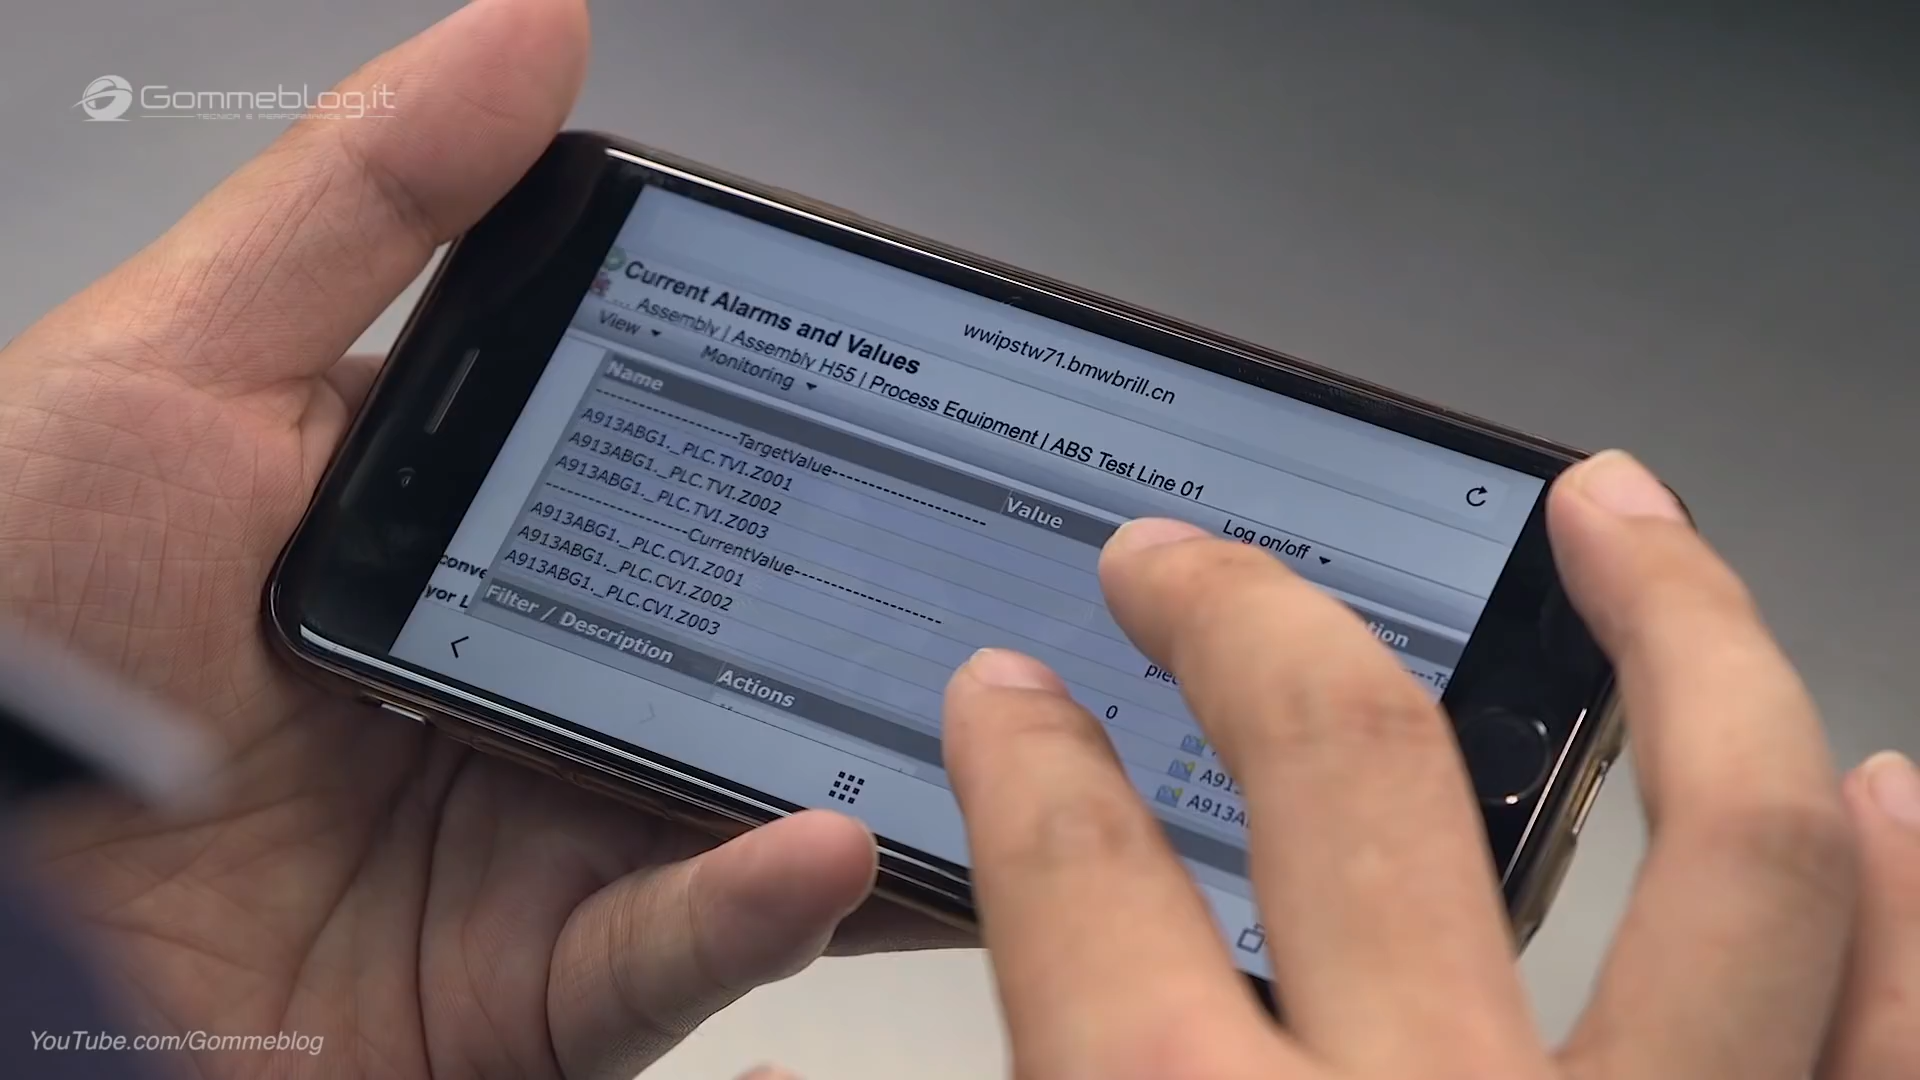 Gommeblog.it
TECNICA E PERFORMANCE
wwipstw71.bmwbrill.cn
Current Alarms and Values
... Assembly | Assembly H55 | Process Equipment | ABS Test Line 01
View Monitoring Log on/off
Name Value
----------------TargetValue------------------
A913ABG1._PLC.TVI.Z001
A913ABG1._PLC.TVI.Z002
A913ABG1._PLC.TVI.Z003
----------------CurrentValue-----------------
A913ABG1._PLC.CVI.Z001
A913ABG1._PLC.CVI.Z002
A913ABG1._PLC.CVI.Z003
0
Filter / Description Actions
YouTube.com/Gommeblog